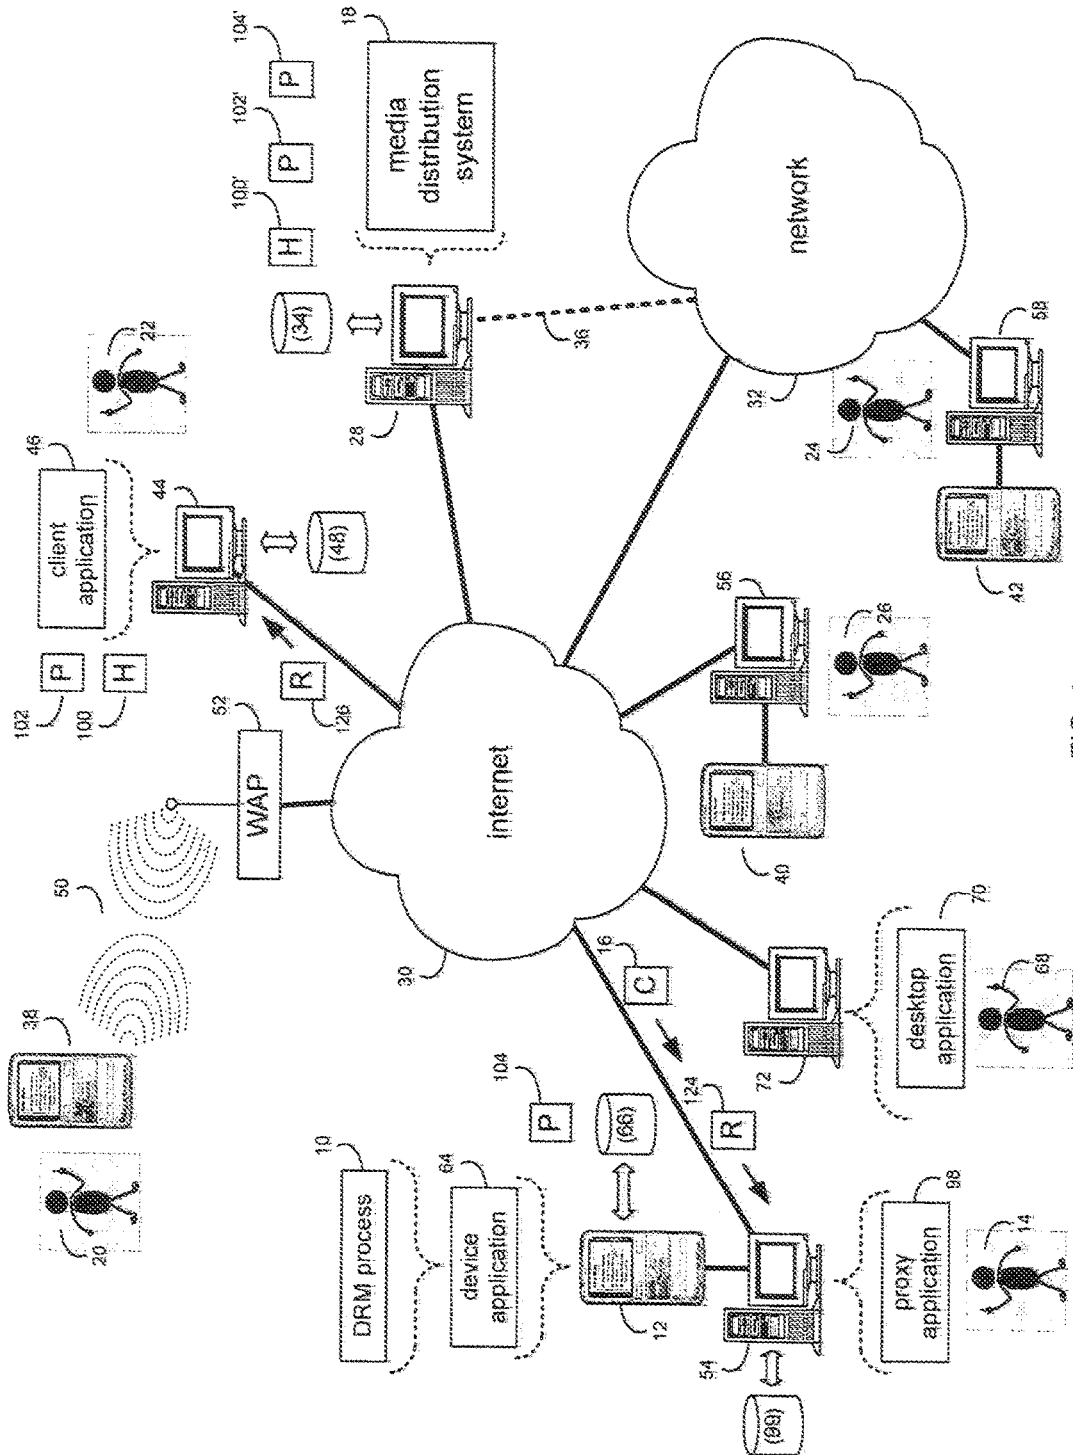 20
38
50
102
P
100
H
46
client
application
22
44
52
WAP
R
126
(48)
(34)
100'
H
102'
P
104'
P
18
media
distribution
system
28
36
10
DRM process
64
device
application
104
P
(66)
12
30
internet
16
C
124
R
54
(99)
72
40
56
32
network
98
proxy
application
14
70
desktop
application
68
26
24
58
42